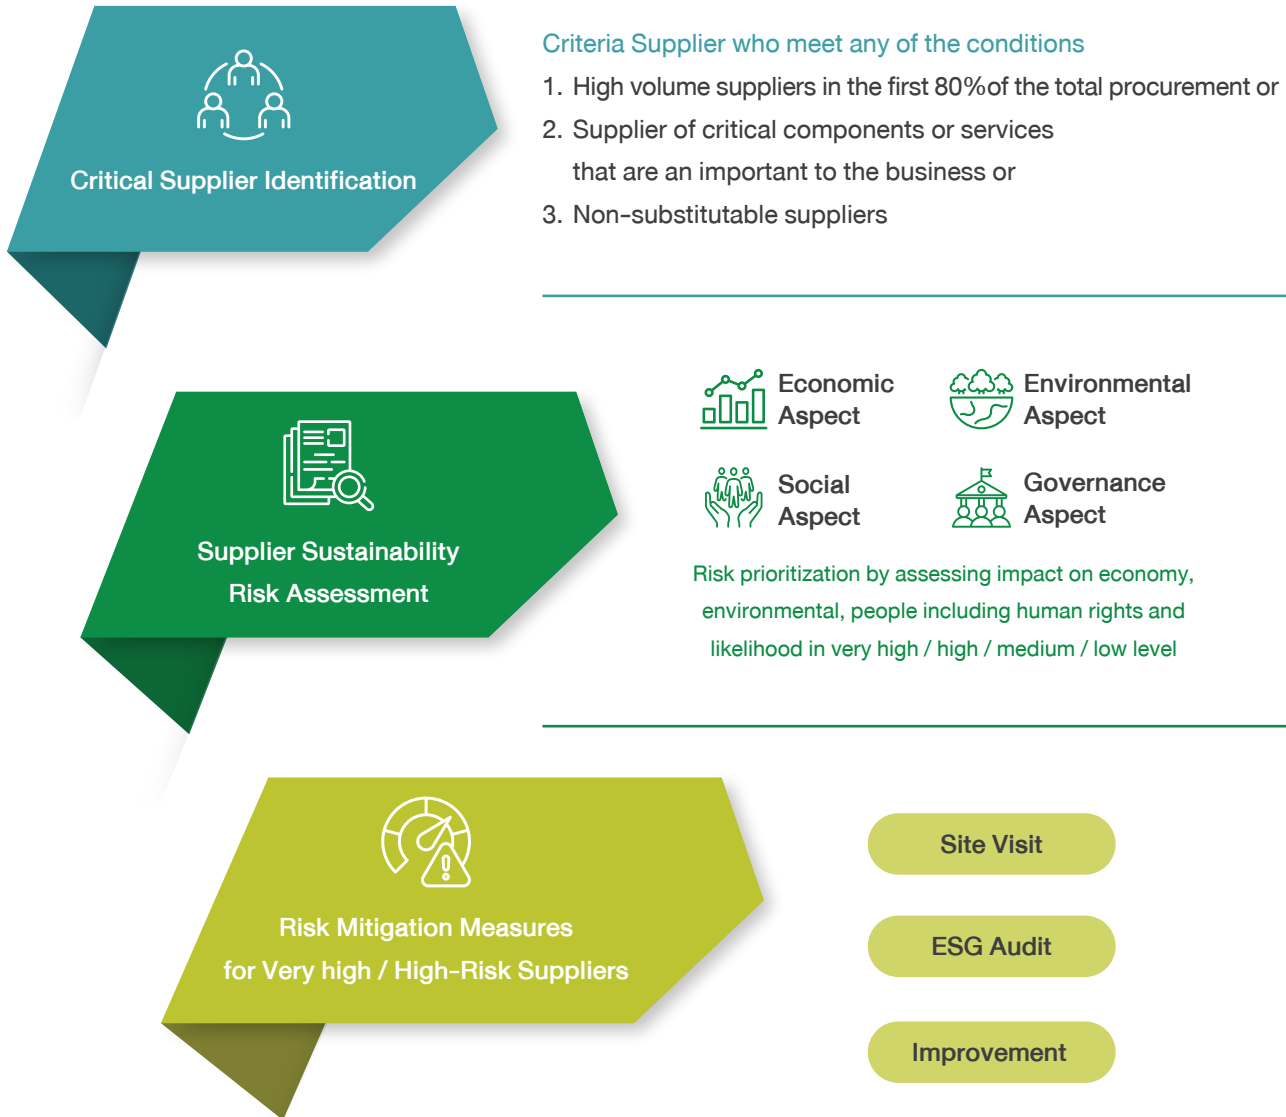 Critical Supplier Identification
Criteria Supplier who meet any of the conditions
1. High volume suppliers in the first 80%of the total procurement or
2. Supplier of critical components or services
that are an important to the business or
3. Non-substitutable suppliers
Supplier Sustainability
Risk Assessment
Economic
Aspect
Environmental
Aspect
Social
Aspect
Governance
Aspect
Risk prioritization by assessing impact on economy,
environmental, people including human rights and
likelihood in very high / high / medium / low level
Risk Mitigation Measures
for Very high / High-Risk Suppliers
Site Visit
ESG Audit
Improvement